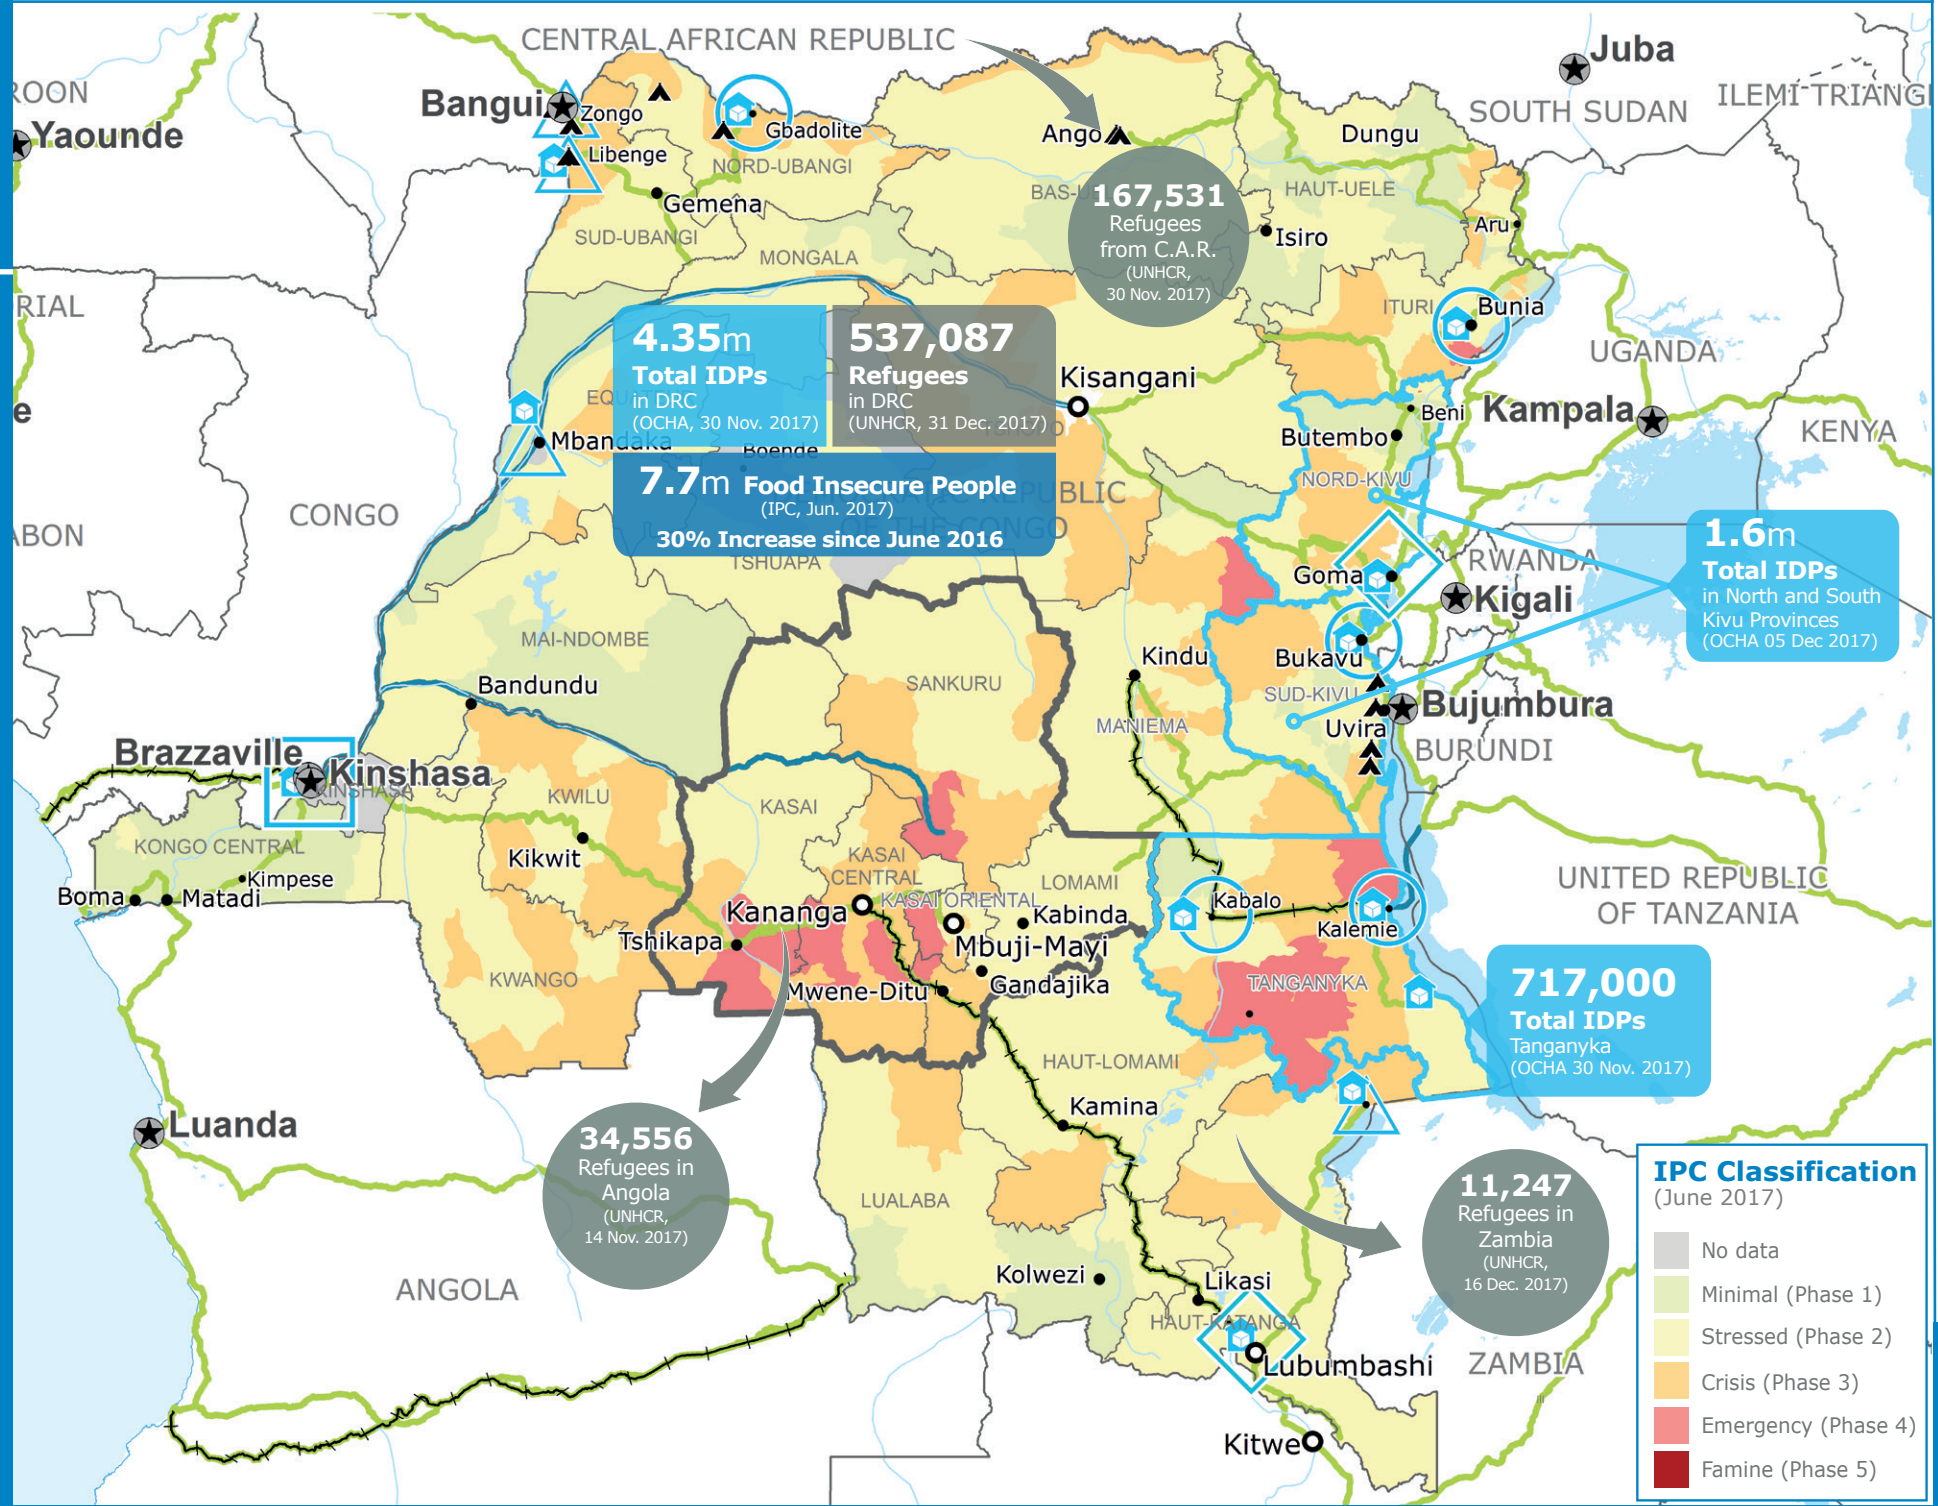 CENTRAL AFRICAN REPUBLIC
Juba
SOUTH SUDAN
ROON
Yaounde
Bangui
Zongo
Gbadolite
Libenge
NORD-UBANGI
Gemena
SUD-UBANGI
MONGALA
Ango
Dungu
HAUT-UELE
Aru
Isiro
167,531
Refugees
from C.A.R.
(UNHCR,
30 Nov. 2017)
RIAL
4.35m
Total IDPs
in DRC
(OCHA, 30 Nov. 2017)
537,087
Refugees
in DRC
(UNHCR, 31 Dec. 2017)
7.7m Food Insecure People
(IPC, Jun. 2017)
30% Increase since June 2016
ITURI
Bunia
UGANDA
Kisangani
Beni
Kampala
KENYA
Butembo
Mbandaka
Boende
NORD-KIVU
CONGO
ABON
OF THE CONGO
TSHUAPA
1.6m
Total IDPs
in North and South
Kivu Provinces
(OCHA 05 Dec 2017)
RWANDA
Goma
Kigali
MAI-NDOMBE
Kindu
Bukavu
SANKURU
Bandundu
SUD-KIVU
Bujumbura
MANIEMA
Uvira
BURUNDI
Brazzaville
Kinshasa
KINSHASA
KWILU
KASAI
KONGO CENTRAL
Kikwit
KASAI
CENTRAL
Kimpese
LOMAMI
UNITED REPUBLIC
OF TANZANIA
Boma
Matadi
Kananga
KASAI ORIENTAL
Kabinda
Kabalo
Kalemie
Tshikapa
Mbuji-Mayi
KWANGO
Mwene-Ditu
Gandajika
TANGANYKA
717,000
Total IDPs
Tanganyka
(OCHA 30 Nov. 2017)
HAUT-LOMAMI
Kamina
Luanda
34,556
Refugees in
Angola
(UNHCR,
14 Nov. 2017)
LUALABA
11,247
Refugees in
Zambia
(UNHCR,
16 Dec. 2017)
ANGOLA
Kolwezi
Likasi
HAUT-KATANGA
Lubumbashi
ZAMBIA
Kitwe
IPC Classification
(June 2017)
No data
Minimal (Phase 1)
Stressed (Phase 2)
Crisis (Phase 3)
Emergency (Phase 4)
Famine (Phase 5)